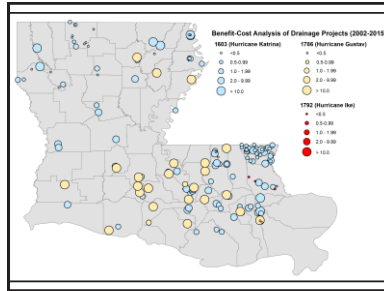 Benefit-Cost Analysis of Drainage Projects (2002-2015)
1603 (Hurricane Katrina)
<0.5
0.5-0.99
1.0 - 1.99
2.0 - 9.99
> 10.0
1786 (Hurricane Gustav)
<0.5
0.5-0.99
1.0 - 1.99
2.0 - 9.99
> 10.0
1792 (Hurricane Ike)
<0.5
0.5-0.99
1.0 - 1.99
2.0 - 9.99
> 10.0